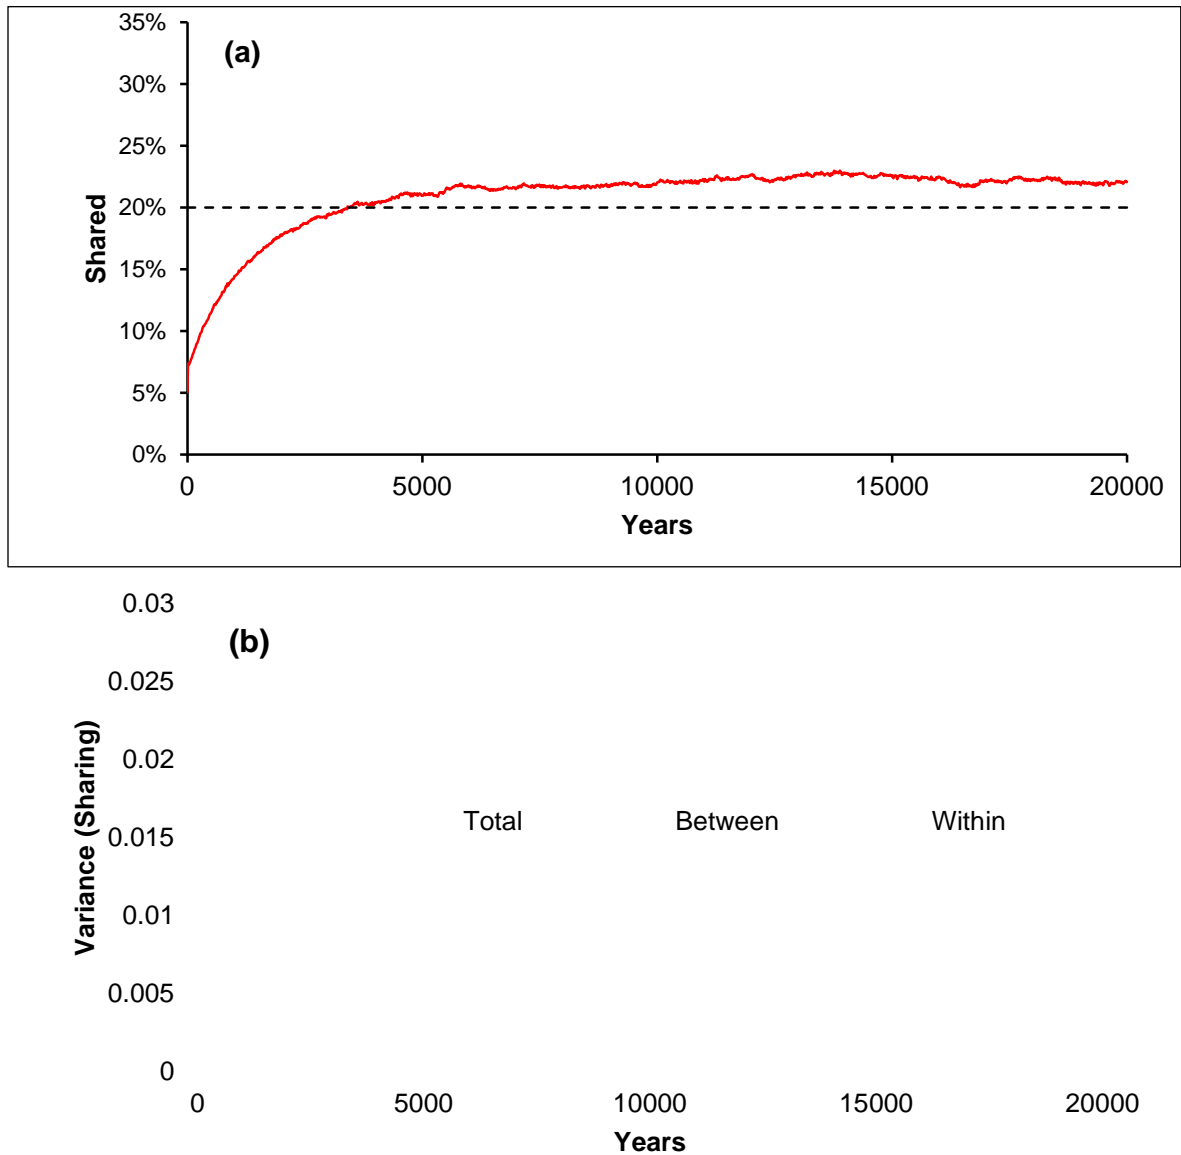 35%
(a)
30%
25%
20%
15%
10%
5%
0%
Shared
0 5000 10000 15000 20000
Years
0.03
(b)
0.025
0.02
0.015
0.01
0.005
0
Variance (Sharing)
Total Between Within
0 5000 10000 15000 20000
Years